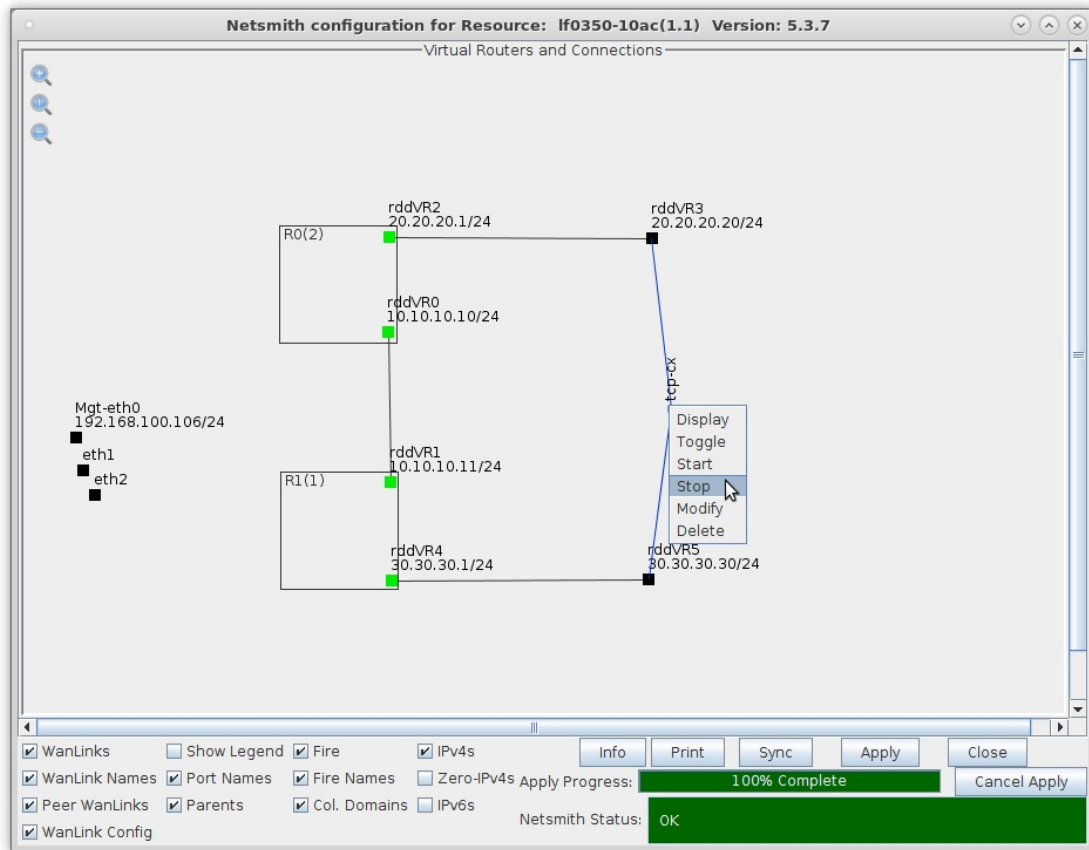 Netsmith configuration for Resource: lf0350-10ac(1.1) Version: 5.3.7
Virtual Routers and Connections
rddVR2
20.20.20.1/24
rddVR3
20.20.20.20/24
R0(2)
rddVR0
10.10.10.10/24
tcp-cx
Mgt-eth0
192.168.100.106/24
eth1
eth2
rddVR1
10.10.10.11/24
R1(1)
Display
Toggle
Start
Stop
Modify
Delete
rddVR4
30.30.30.1/24
rddVR5
30.30.30.30/24
WanLinks Show Legend Fire IPv4s Info Print Sync Apply Close
WanLink Names Port Names Fire Names Zero-IPv4s Apply Progress: 100% Complete Cancel Apply
Peer WanLinks Parents Col. Domains IPv6s Netsmith Status: OK
WanLink Config